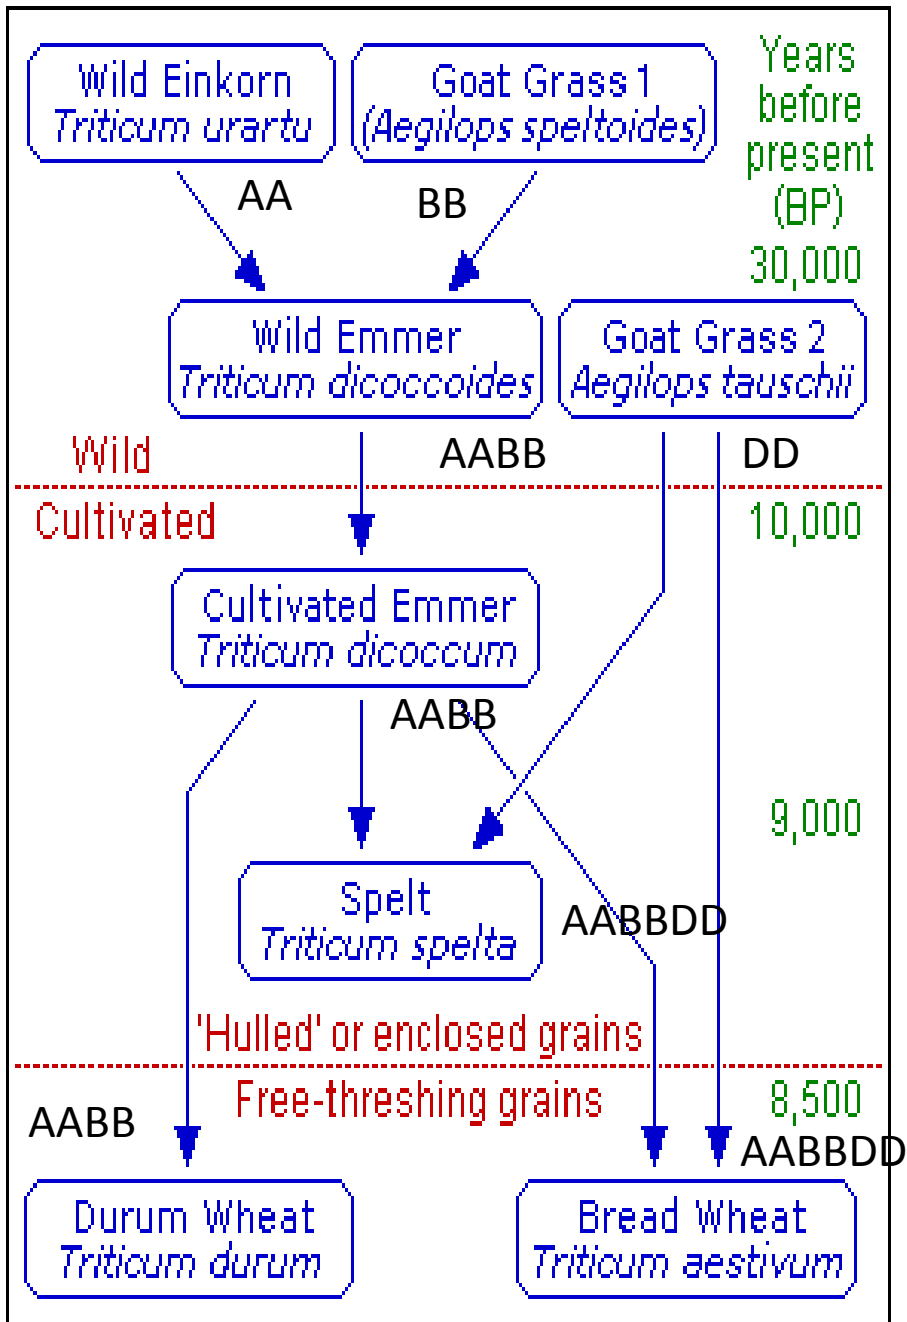 Wild Einkorn
Triticum urartu
Goat Grass 1
(Aegilops speltoides)
Years
before
present
(BP)
AA
BB
30,000
Wild Emmer
Triticum dicoccoides
Goat Grass 2
Aegilops tauschii
Wild
AABB
DD
Cultivated
10,000
Cultivated Emmer
Triticum dicoccum
AABB
9,000
Spelt
Triticum spelta
AABBDD
'Hulled' or enclosed grains
Free-threshing grains
8,500
AABB
AABBDD
Durum Wheat
Triticum durum
Bread Wheat
Triticum aestivum